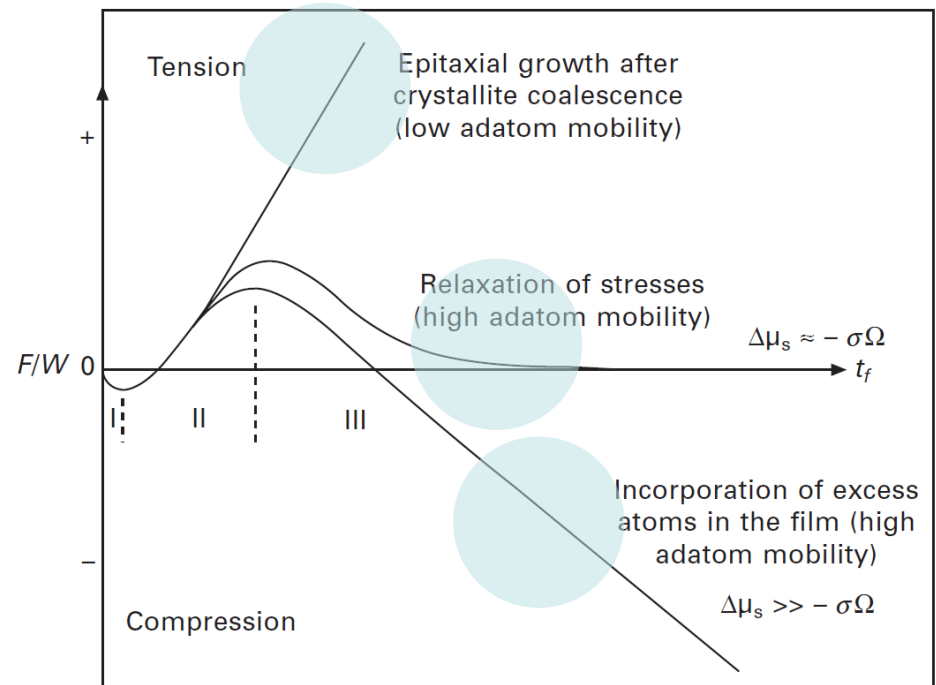 Tension
Epitaxial growth after
crystallite coalescence
(low adatom mobility)
+
Relaxation of stresses
(high adatom mobility)
Δμs ≈ − σΩ
F/W 0
tf
I
II
III
Incorporation of excess
atoms in the film (high
adatom mobility)
−
Δμs >> − σΩ
Compression